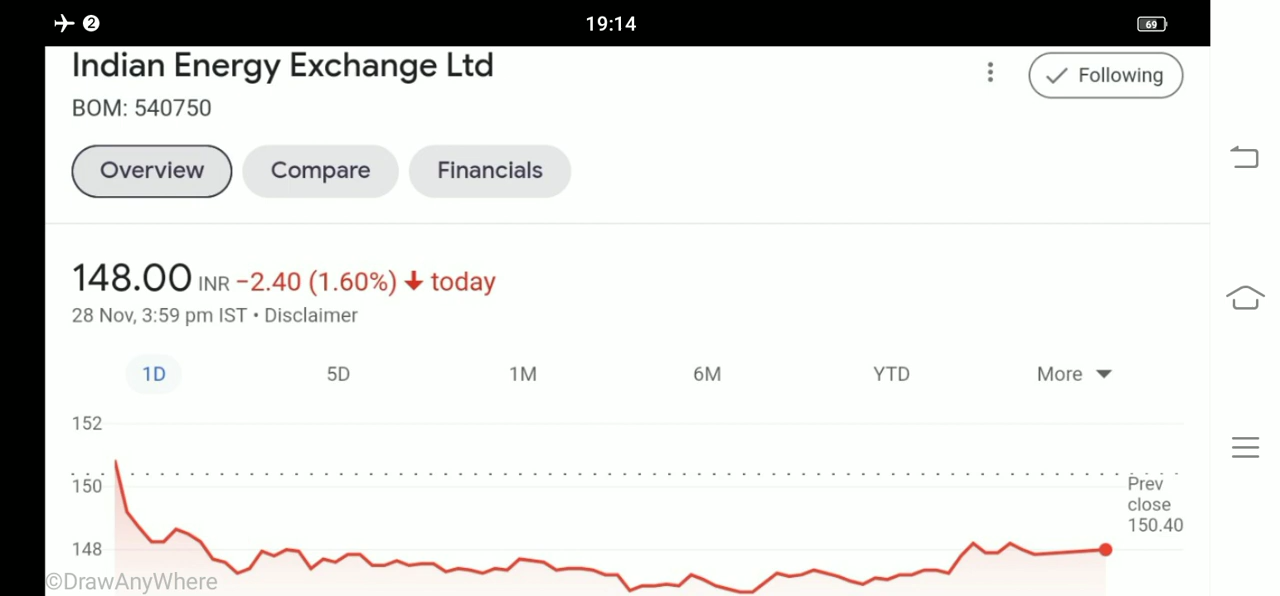 2 19:14 69
Indian Energy Exchange Ltd
Following
BOM: 540750
Overview Compare Financials
148.00 INR −2.40 (1.60%) today
28 Nov, 3:59 pm IST • Disclaimer
1D 5D 1M 6M YTD More
152
150
Prev
close
150.40
148
©DrawAnyWhere